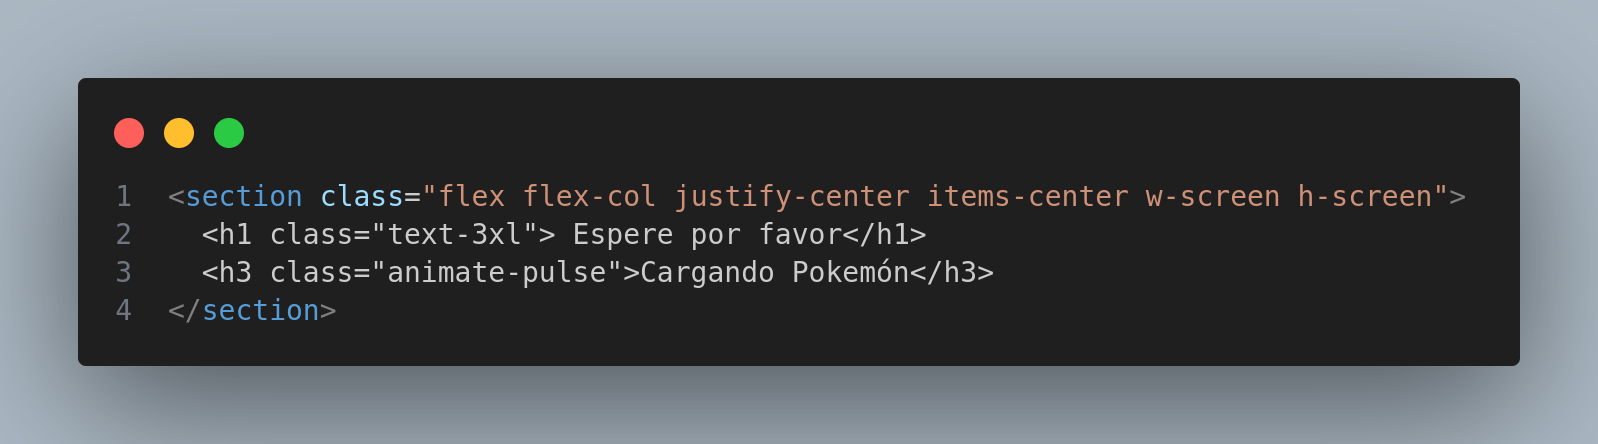 1 <section class="flex flex-col justify-center items-center w-screen h-screen">
2   <h1 class="text-3xl"> Espere por favor</h1>
3   <h3 class="animate-pulse">Cargando Pokemón</h3>
4 </section>